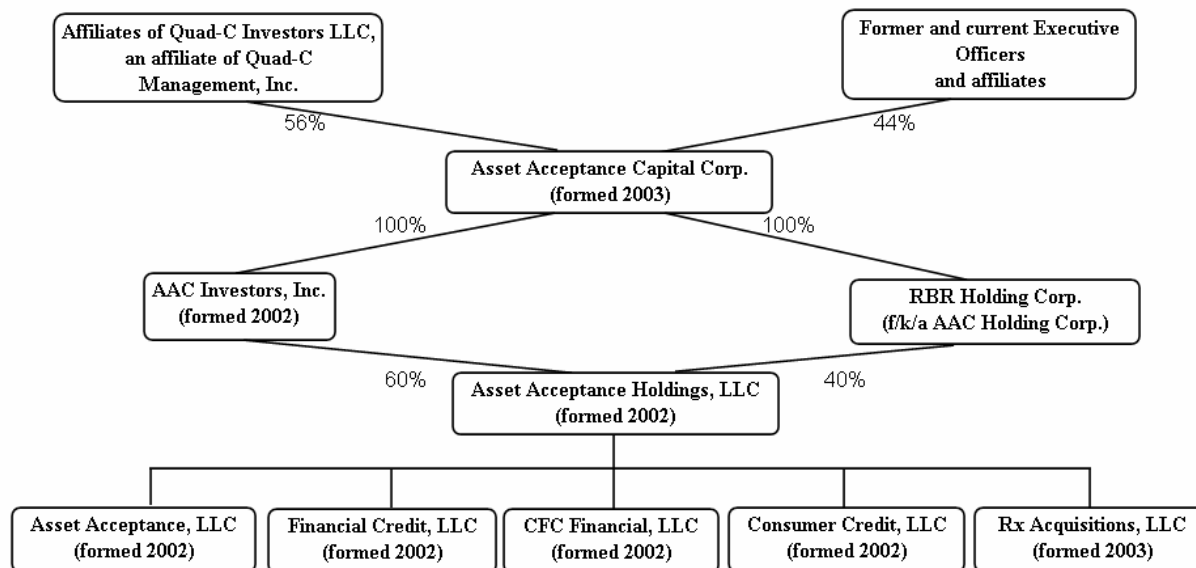 Affiliates of Quad-C Investors LLC,
an affiliate of Quad-C
Management, Inc.
Former and current Executive
Officers
and affiliates
56%
44%
Asset Acceptance Capital Corp.
(formed 2003)
100%
100%
AAC Investors, Inc.
(formed 2002)
RBR Holding Corp.
(f/k/a AAC Holding Corp.)
60%
40%
Asset Acceptance Holdings, LLC
(formed 2002)
Asset Acceptance, LLC
(formed 2002)
Financial Credit, LLC
(formed 2002)
CFC Financial, LLC
(formed 2002)
Consumer Credit, LLC
(formed 2002)
Rx Acquisitions, LLC
(formed 2003)